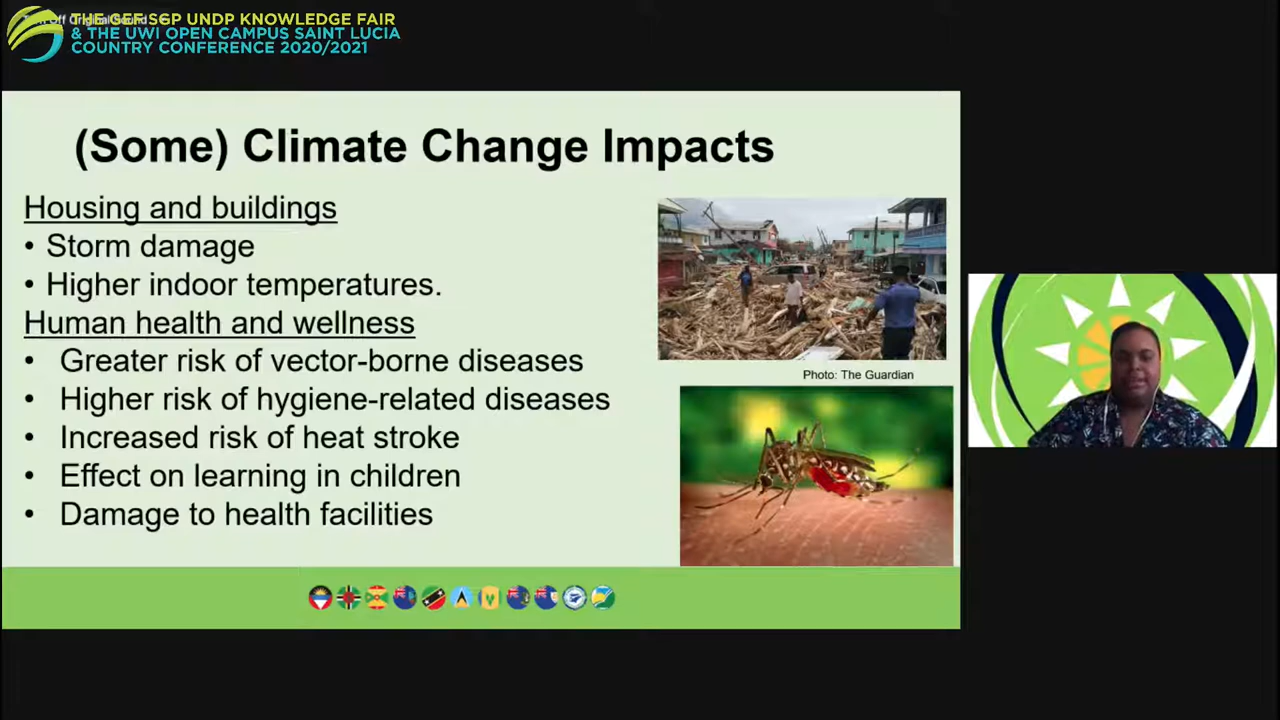 THE GEF SGP UNDP KNOWLEDGE FAIR
& THE UWI OPEN CAMPUS SAINT LUCIA
COUNTRY CONFERENCE 2020/2021
(Some) Climate Change Impacts
Housing and buildings
• Storm damage
• Higher indoor temperatures.
Human health and wellness
• Greater risk of vector-borne diseases
• Higher risk of hygiene-related diseases
• Increased risk of heat stroke
• Effect on learning in children
• Damage to health facilities
Photo: The Guardian